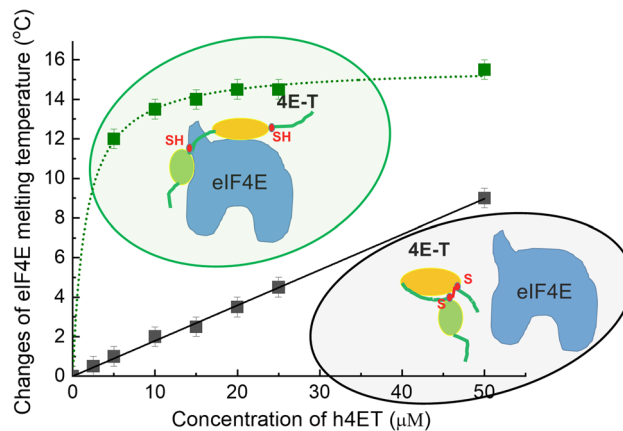 Changes of eIF4E melting temperature (°C)
16
14
12
10
8
6
4
2
0
4E-T
SH
SH
eIF4E
4E-T
S
S
eIF4E
0
10
20
30
40
50
Concentration of h4ET (μM)